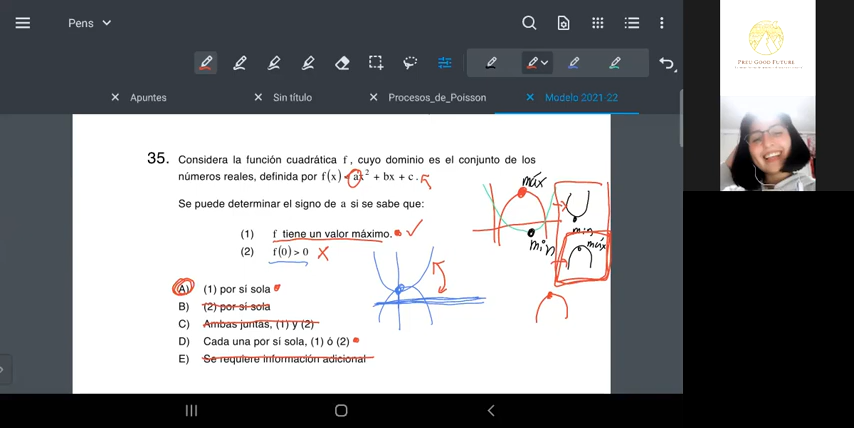 Pens
Apuntes
Sin título
Procesos_de_Poisson
Modelo 2021-22
PREU GOOD FUTURE
35. Considera la función cuadrática f, cuyo dominio es el conjunto de los
números reales, definida por f(x) = ax² + bx + c.
Se puede determinar el signo de a si se sabe que:
(1) f tiene un valor máximo.
(2) f(0) > 0
A) (1) por sí sola
B) (2) por sí sola
C) Ambas juntas, (1) y (2)
D) Cada una por sí sola, (1) ó (2)
E) Se requiere información adicional
máx
min
min
máx